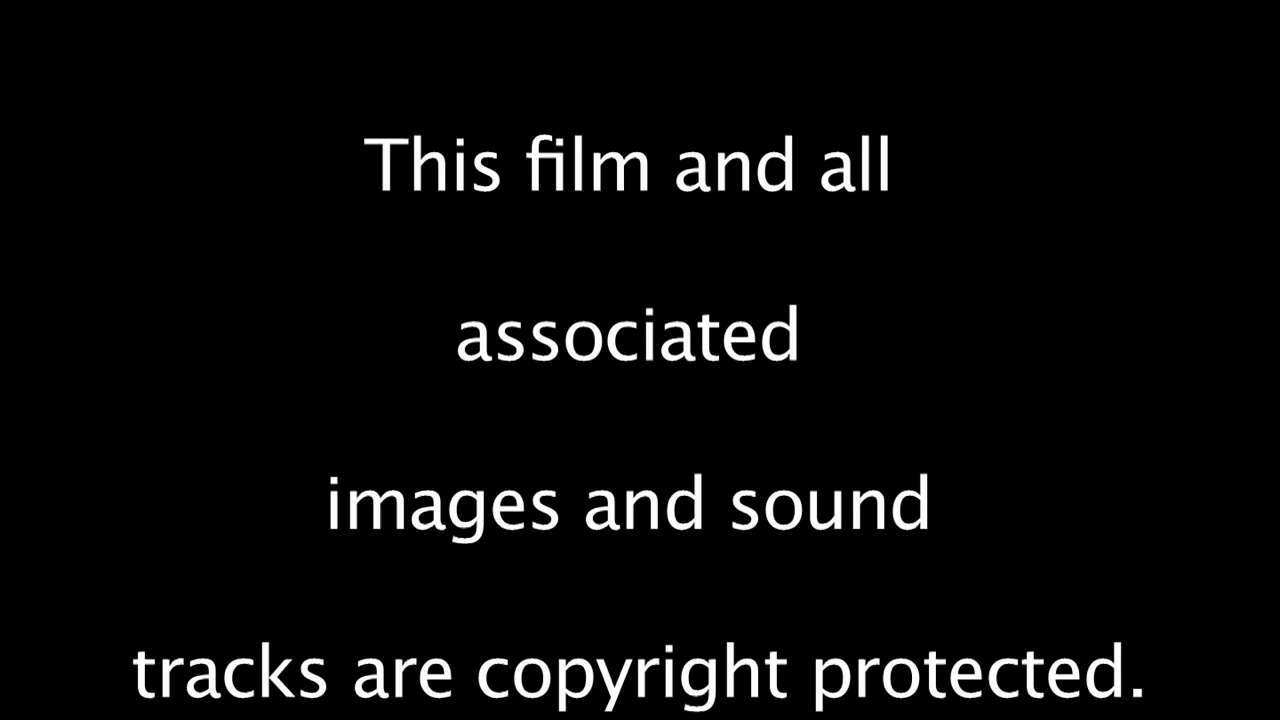 This film and all
associated
images and sound
tracks are copyright protected.